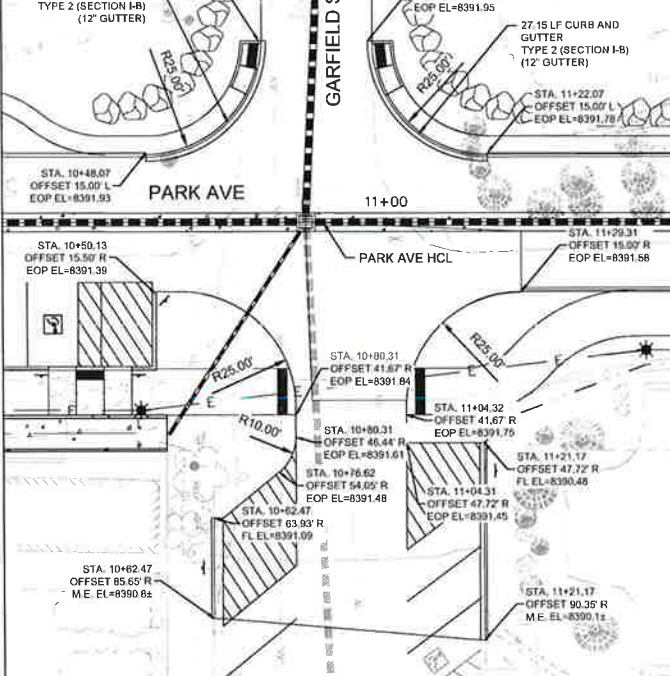 TYPE 2 (SECTION I-B)
(12" GUTTER)
EOP EL=8391.95
27.15 LF CURB AND
GUTTER
TYPE 2 (SECTION I-B)
(12" GUTTER)
GARFIELD
R25.00'
R25.00'
STA. 11+22.07
OFFSET 15.00' L
EOP EL=8391.78
STA. 10+48.07
OFFSET 15.00' L
EOP EL=8391.93
PARK AVE
11+00
PARK AVE HCL
STA. 10+50.13
OFFSET 15.50' R
EOP EL=8391.39
STA. 11+29.31
OFFSET 15.00' R
EOP EL=8391.58
R25.00'
R25.00'
STA. 10+80.31
OFFSET 41.67' R
EOP EL=8391.84
E
E
E
E
E
STA. 11+04.32
OFFSET 41.67' R
EOP EL=8391.75
R10.00'
STA. 10+80.31
OFFSET 46.44' R
EOP EL=8391.61
STA. 10+76.62
OFFSET 54.05' R
EOP EL=8391.48
STA. 11+21.17
OFFSET 47.72' R
FL EL=8390.48
STA. 11+04.31
OFFSET 47.72' R
EOP EL=8391.45
STA. 10+62.47
OFFSET 63.93' R
FL EL=8391.09
STA. 10+62.47
OFFSET 85.65' R
M.E. EL=8390.6±
STA. 11+21.17
OFFSET 90.35' R
M.E. EL=8390.1±